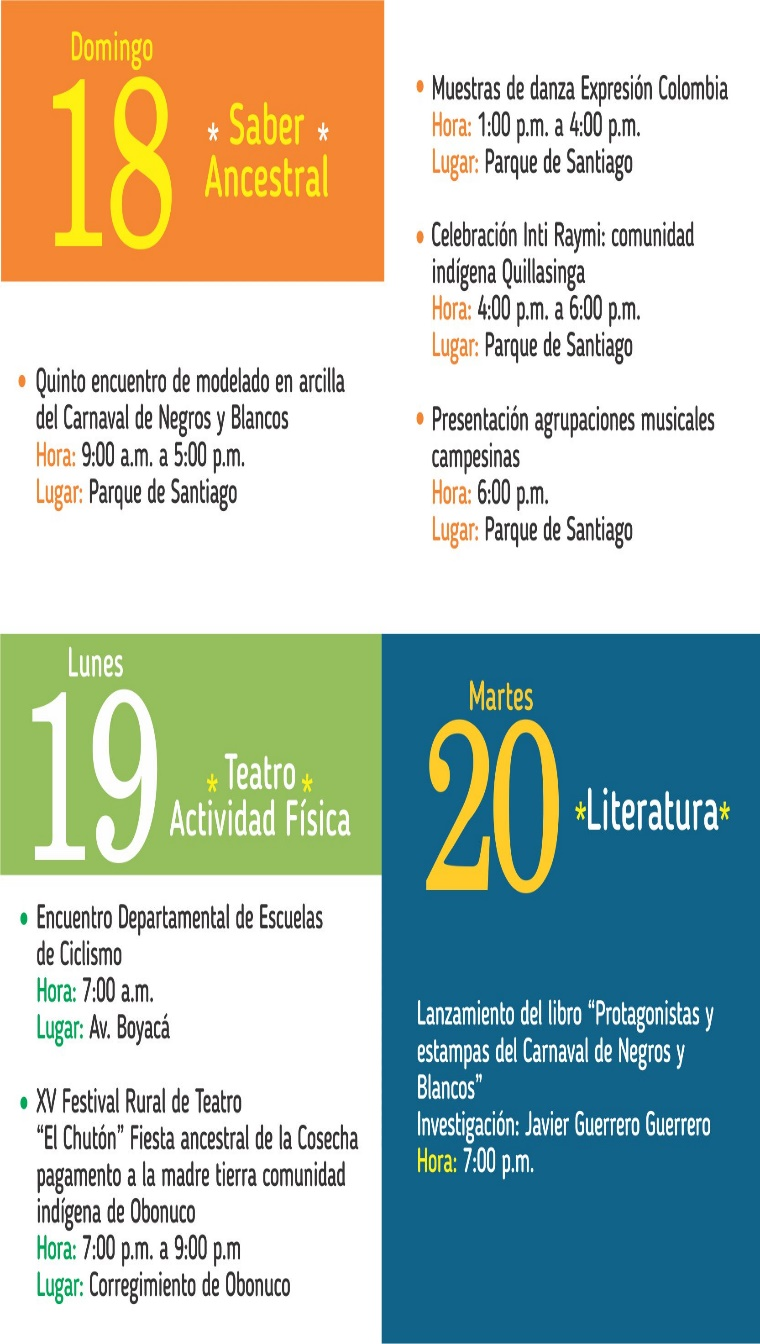 Domingo
18
* Saber *
Ancestral
• Quinto encuentro de modelado en arcilla
del Carnaval de Negros y Blancos
Hora: 9:00 a.m. a 5:00 p.m.
Lugar: Parque de Santiago
• Muestras de danza Expresión Colombia
Hora: 1:00 p.m. a 4:00 p.m.
Lugar: Parque de Santiago
• Celebración Inti Raymi: comunidad
indígena Quillasinga
Hora: 4:00 p.m. a 6:00 p.m.
Lugar: Parque de Santiago
• Presentación agrupaciones musicales
campesinas
Hora: 6:00 p.m.
Lugar: Parque de Santiago
Lunes
19
* Teatro *
Actividad Física
• Encuentro Departamental de Escuelas
de Ciclismo
Hora: 7:00 a.m.
Lugar: Av. Boyacá
• XV Festival Rural de Teatro
“El Chutón” Fiesta ancestral de la Cosecha
pagamento a la madre tierra comunidad
indígena de Obonuco
Hora: 7:00 p.m. a 9:00 p.m
Lugar: Corregimiento de Obonuco
Martes
20
*Literatura*
Lanzamiento del libro “Protagonistas y
estampas del Carnaval de Negros y
Blancos”
Investigación: Javier Guerrero Guerrero
Hora: 7:00 p.m.